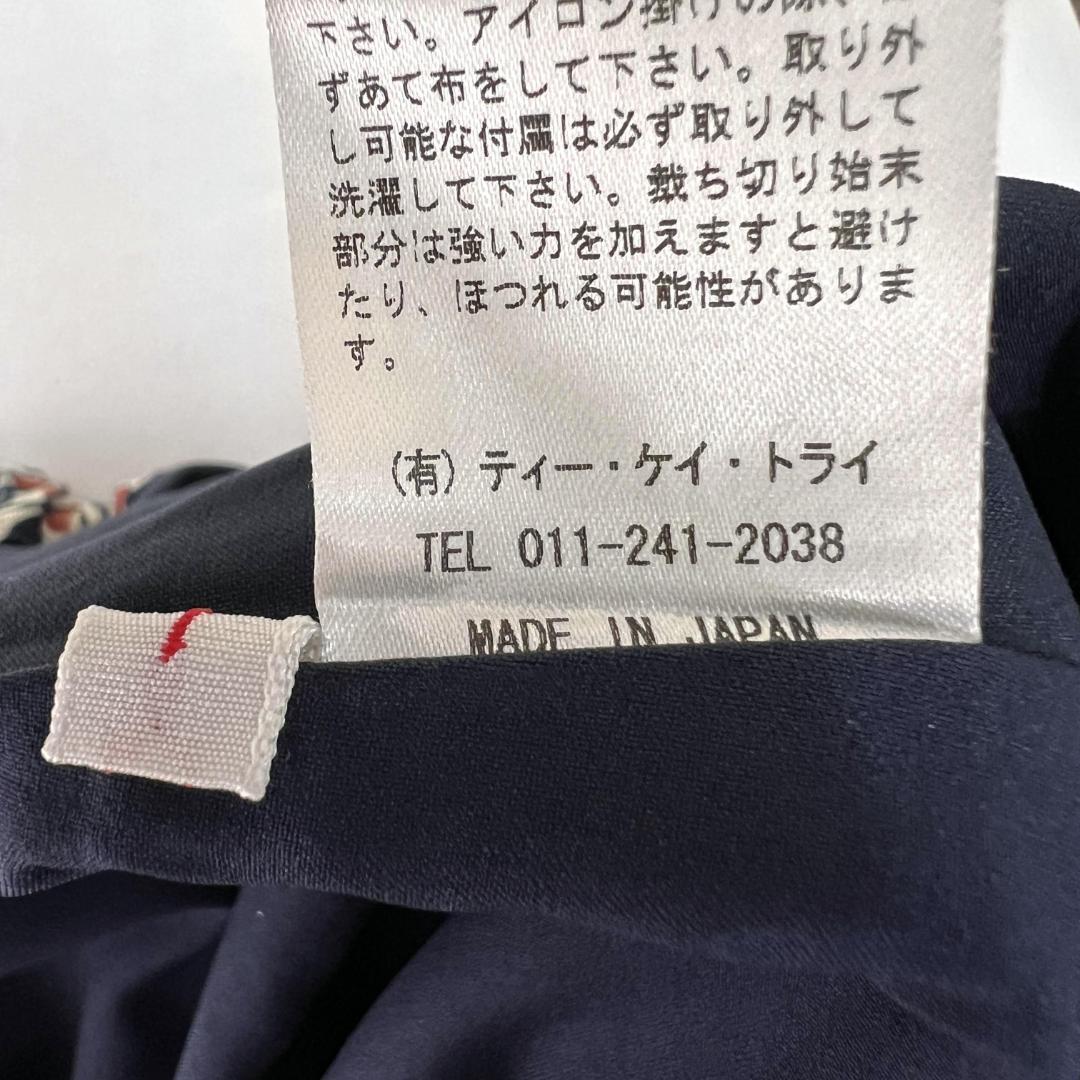 下さい。アイロン掛けの際、
ずあて布をして下さい。取り外
し可能な付属は必ず取り外して
洗濯して下さい。裁ち切り始末
部分は強い力を加えますと避け
たり、ほつれる可能性がありま
す。
(有)ティー・ケイ・トライ
TEL 011-241-2038
MADE IN JAPAN